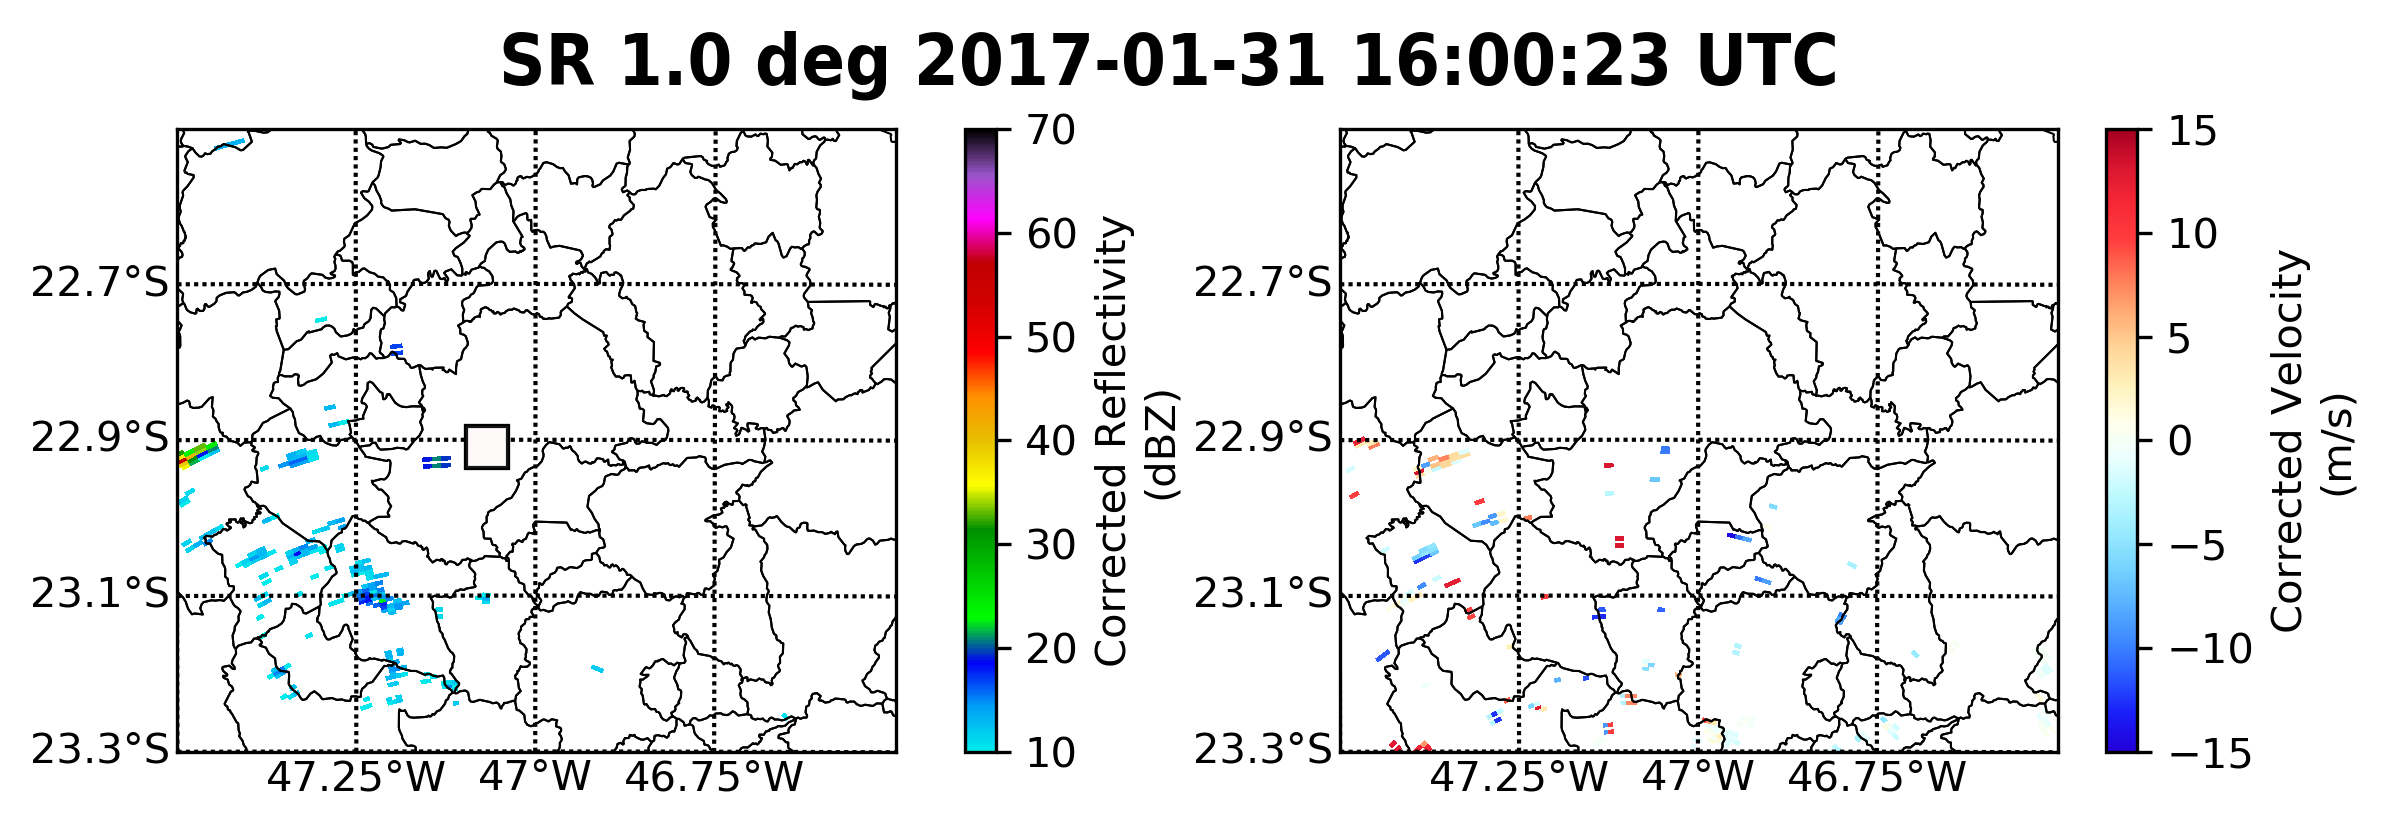 SR 1.0 deg 2017-01-31 16:00:23 UTC
22.7°S
22.9°S
23.1°S
23.3°S
47.25°W 47°W 46.75°W
70
60
50
40
30
20
10
Corrected Reflectivity
(dBZ)
22.7°S
22.9°S
23.1°S
23.3°S
47.25°W 47°W 46.75°W
15
10
5
0
−5
−10
−15
Corrected Velocity
(m/s)